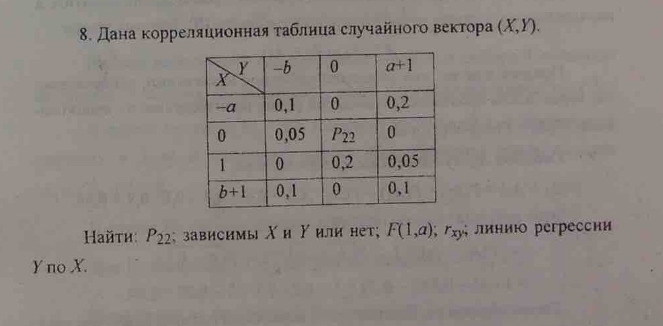 8. Дана корреляционная таблица случайного вектора (X,Y).
X Y −b 0 a+1
−a 0,1 0 0,2
0 0,05 P22 0
1 0 0,2 0,05
b+1 0,1 0 0,1
Найти: P22; зависимы X и Y или нет; F(1,a); rxy; линию регрессии
Y по X.